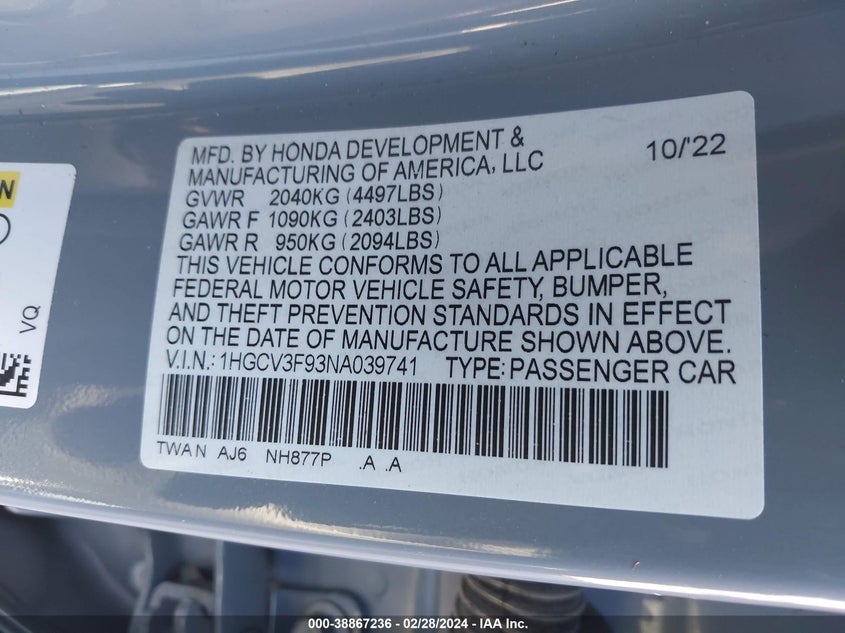 N
VQ
MFD. BY HONDA DEVELOPMENT & 10/'22
MANUFACTURING OF AMERICA, LLC
GVWR 2040KG (4497LBS)
GAWR F 1090KG (2403LBS)
GAWR R 950KG (2094LBS)
THIS VEHICLE CONFORMS TO ALL APPLICABLE
FEDERAL MOTOR VEHICLE SAFETY, BUMPER,
AND THEFT PREVENTION STANDARDS IN EFFECT
ON THE DATE OF MANUFACTURE SHOWN ABOVE.
V.I.N.: 1HGCV3F93NA039741 TYPE: PASSENGER CAR
TWAN AJ6 NH877P .A .A
000-38867236 - 02/28/2024 - IAA Inc.